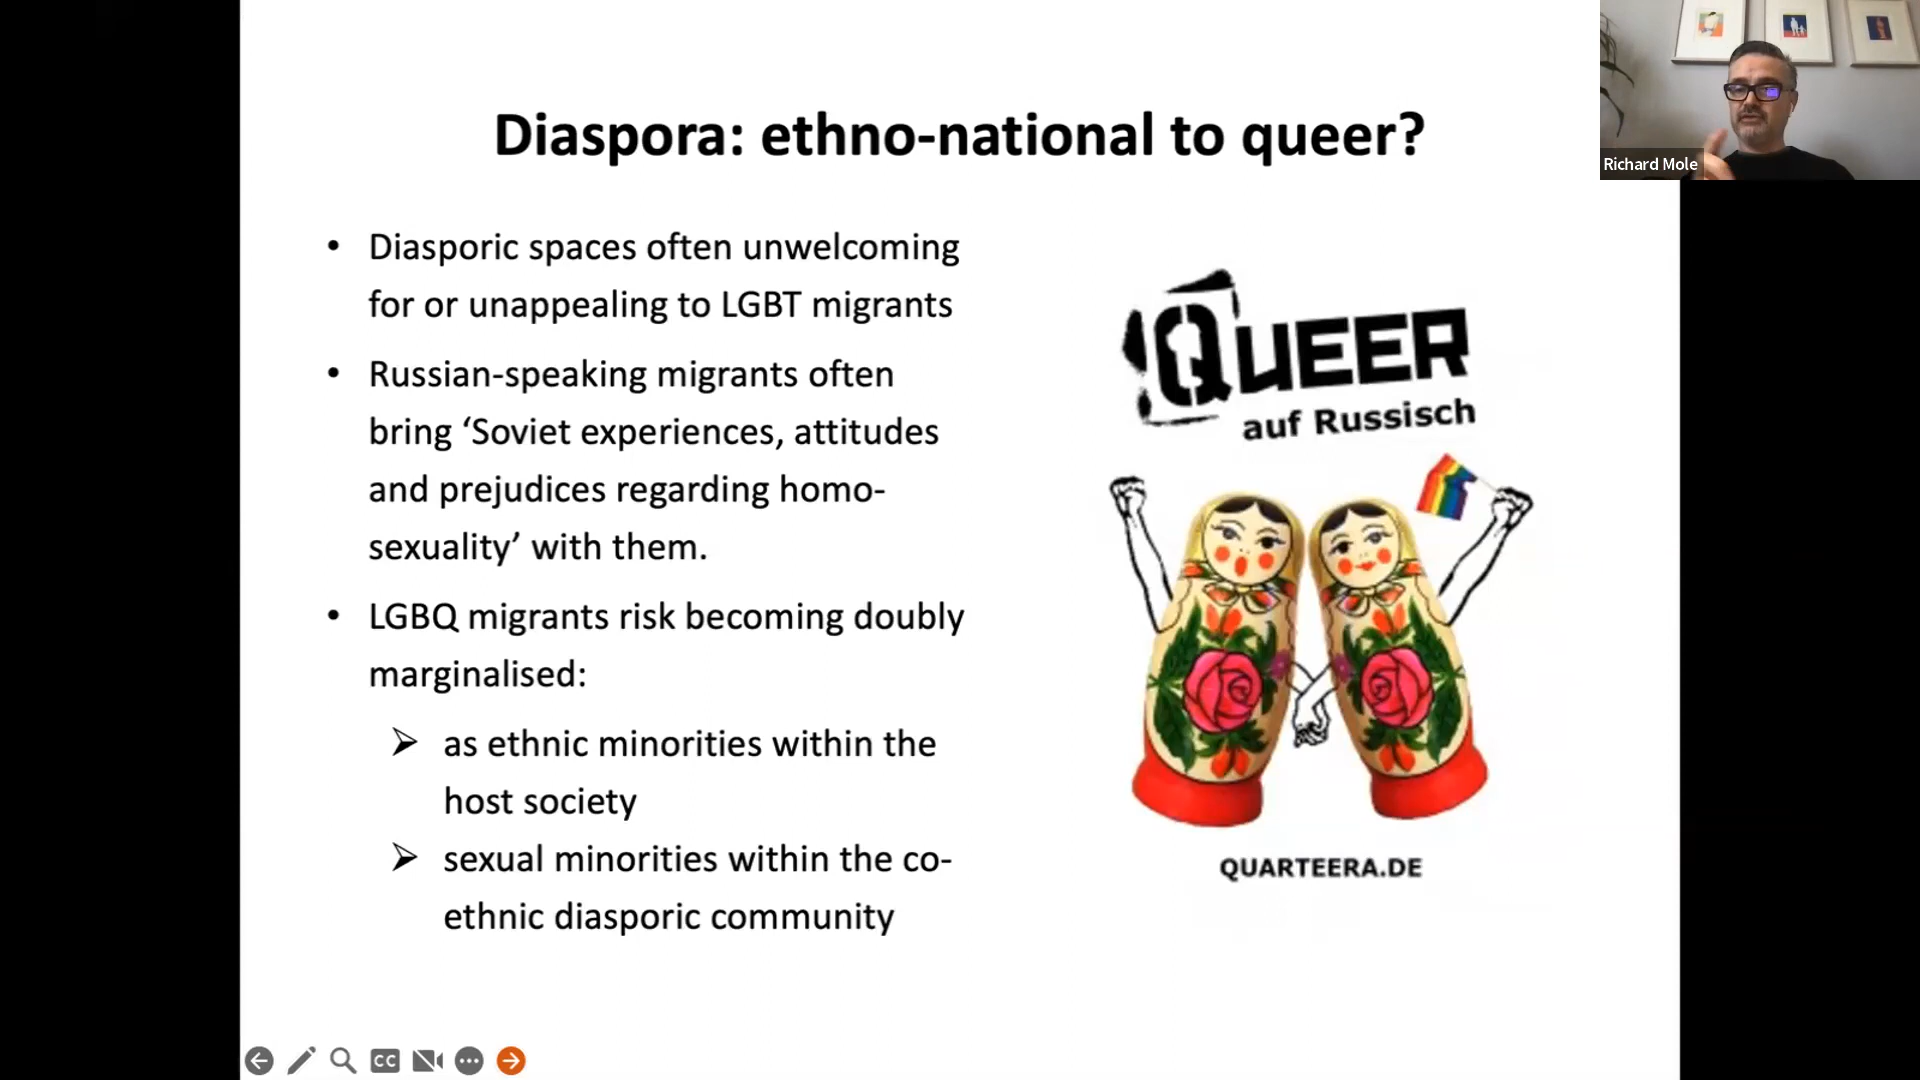 Diaspora: ethno-national to queer?
Richard Mole
• Diasporic spaces often unwelcoming
for or unappealing to LGBT migrants
• Russian-speaking migrants often
bring ‘Soviet experiences, attitudes
and prejudices regarding homo-
sexuality’ with them.
• LGBQ migrants risk becoming doubly
marginalised:
➢ as ethnic minorities within the
host society
➢ sexual minorities within the co-
ethnic diasporic community
QUEER
auf Russisch
QUARTEERA.DE
CC